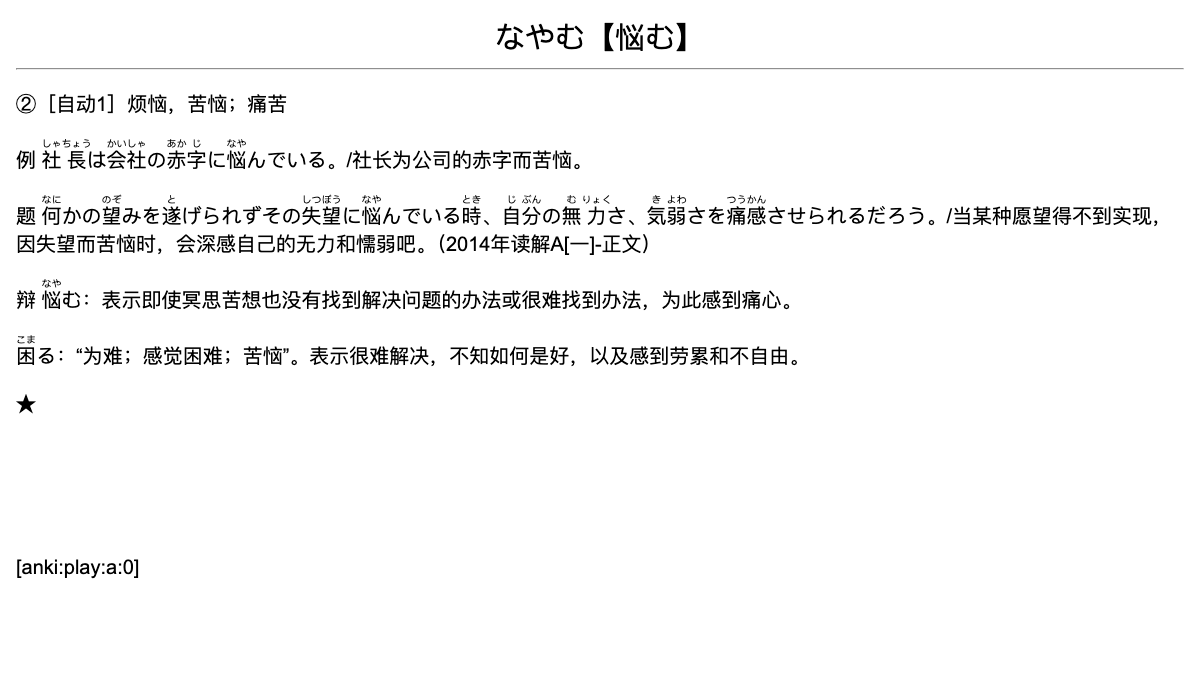 なやむ【悩む】
②［自动1］烦恼，苦恼；痛苦
しゃちょう かいしゃ あか じ なや
例 社長は会社の赤字に悩んでいる。/社长为公司的赤字而苦恼。
なに のぞ と しつぼう なや とき じ ぶん む りょく き よわ つうかん
题 何かの望みを遂げられずその失望に悩んでいる時、自分の無力さ、気弱さを痛感させられるだろう。/当某种愿望得不到实现，
因失望而苦恼时，会深感自己的无力和懦弱吧。（2014年读解A[一]-正文）
なや
辩 悩む：表示即使冥思苦想也没有找到解决问题的办法或很难找到办法，为此感到痛心。
こま
困る：“为难；感觉困难；苦恼”。表示很难解决，不知如何是好，以及感到劳累和不自由。
★
[anki:play:a:0]